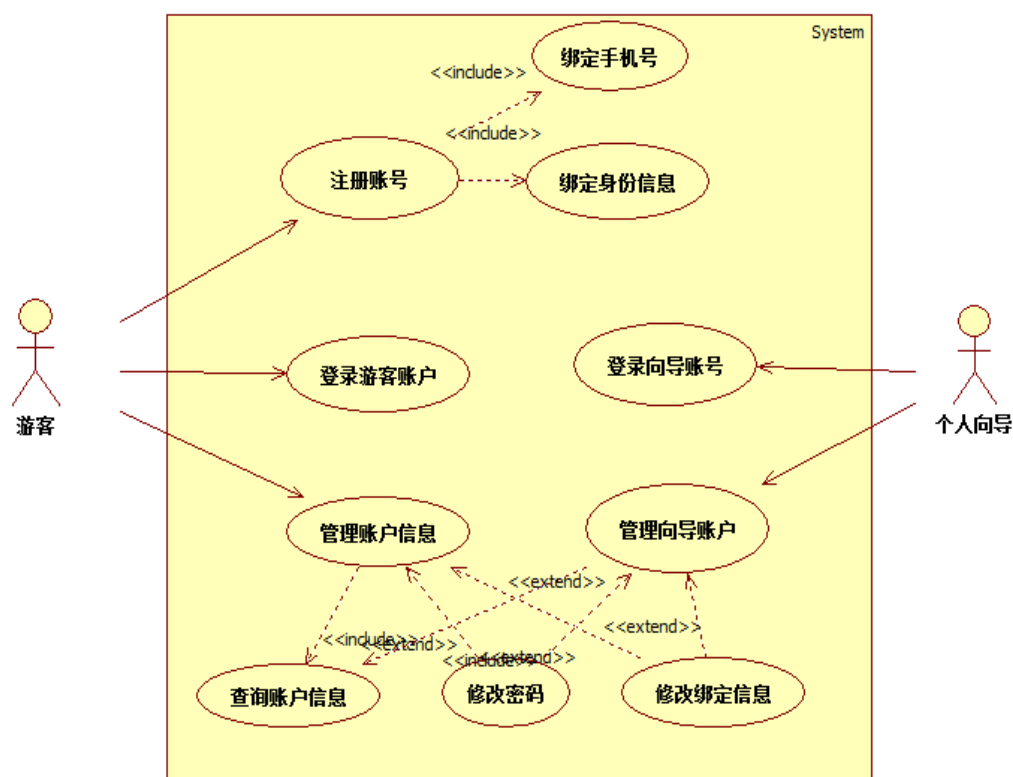 System
绑定手机号
<<include>>
<<include>>
注册账号
绑定身份信息
登录游客账户
登录向导账号
游客
个人向导
管理账户信息
管理向导账户
<<extend>>
<<extend>>
<<include>>
<<extend>>
<<include>>
<<extend>>
查询账户信息
修改密码
修改绑定信息